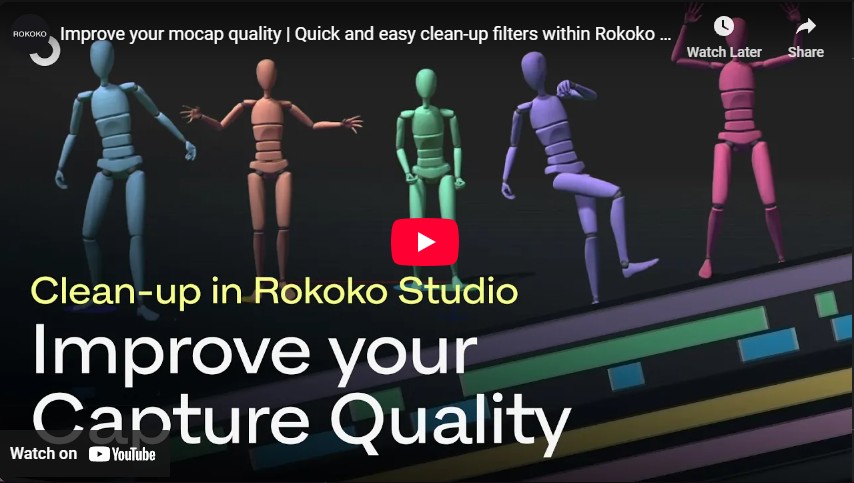 ROKOKO
Improve your mocap quality | Quick and easy clean-up filters within Rokoko ...
Watch Later
Share
Clean-up in Rokoko Studio
Improve your
Capture Quality
Watch on YouTube